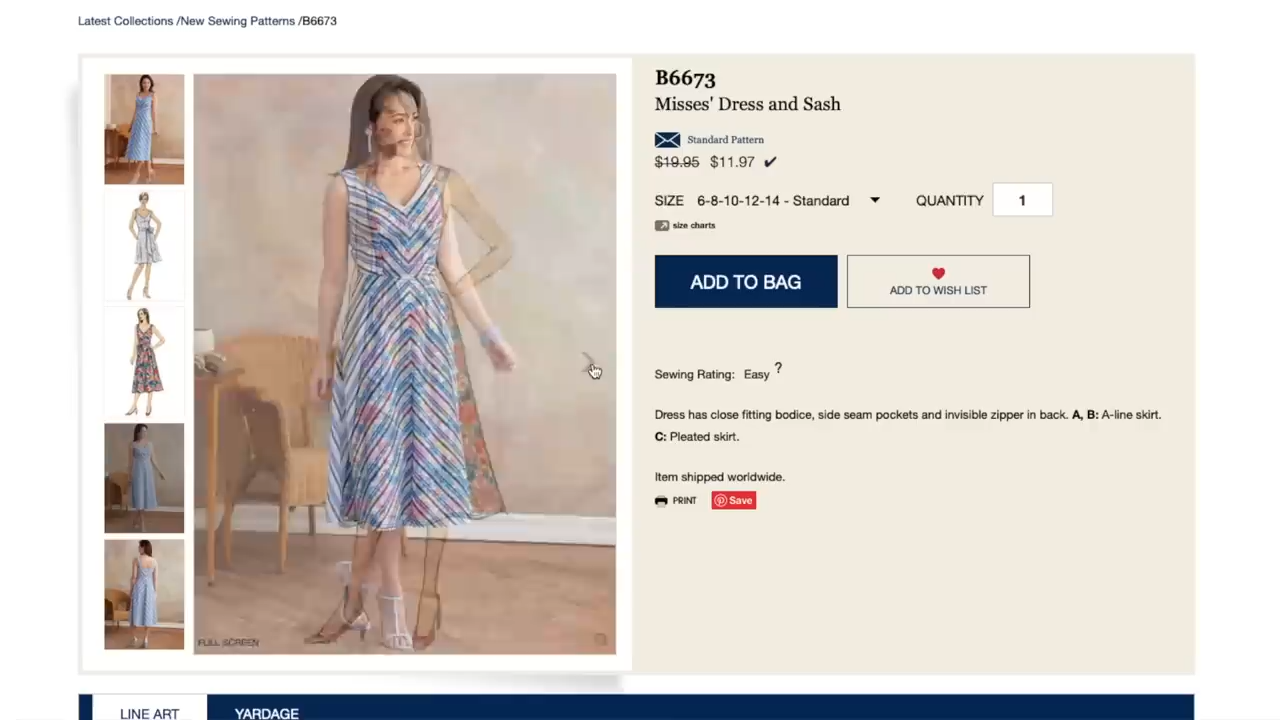 Latest Collections /New Sewing Patterns /B6673
B6673
Misses' Dress and Sash
Standard Pattern
$19.95 $11.97 ✔
SIZE 6-8-10-12-14 - Standard QUANTITY 1
size charts
ADD TO BAG
ADD TO WISH LIST
Sewing Rating: Easy ?
Dress has close fitting bodice, side seam pockets and invisible zipper in back. A, B: A-line skirt.
C: Pleated skirt.
Item shipped worldwide.
PRINT Save
FULL SCREEN
LINE ART YARDAGE